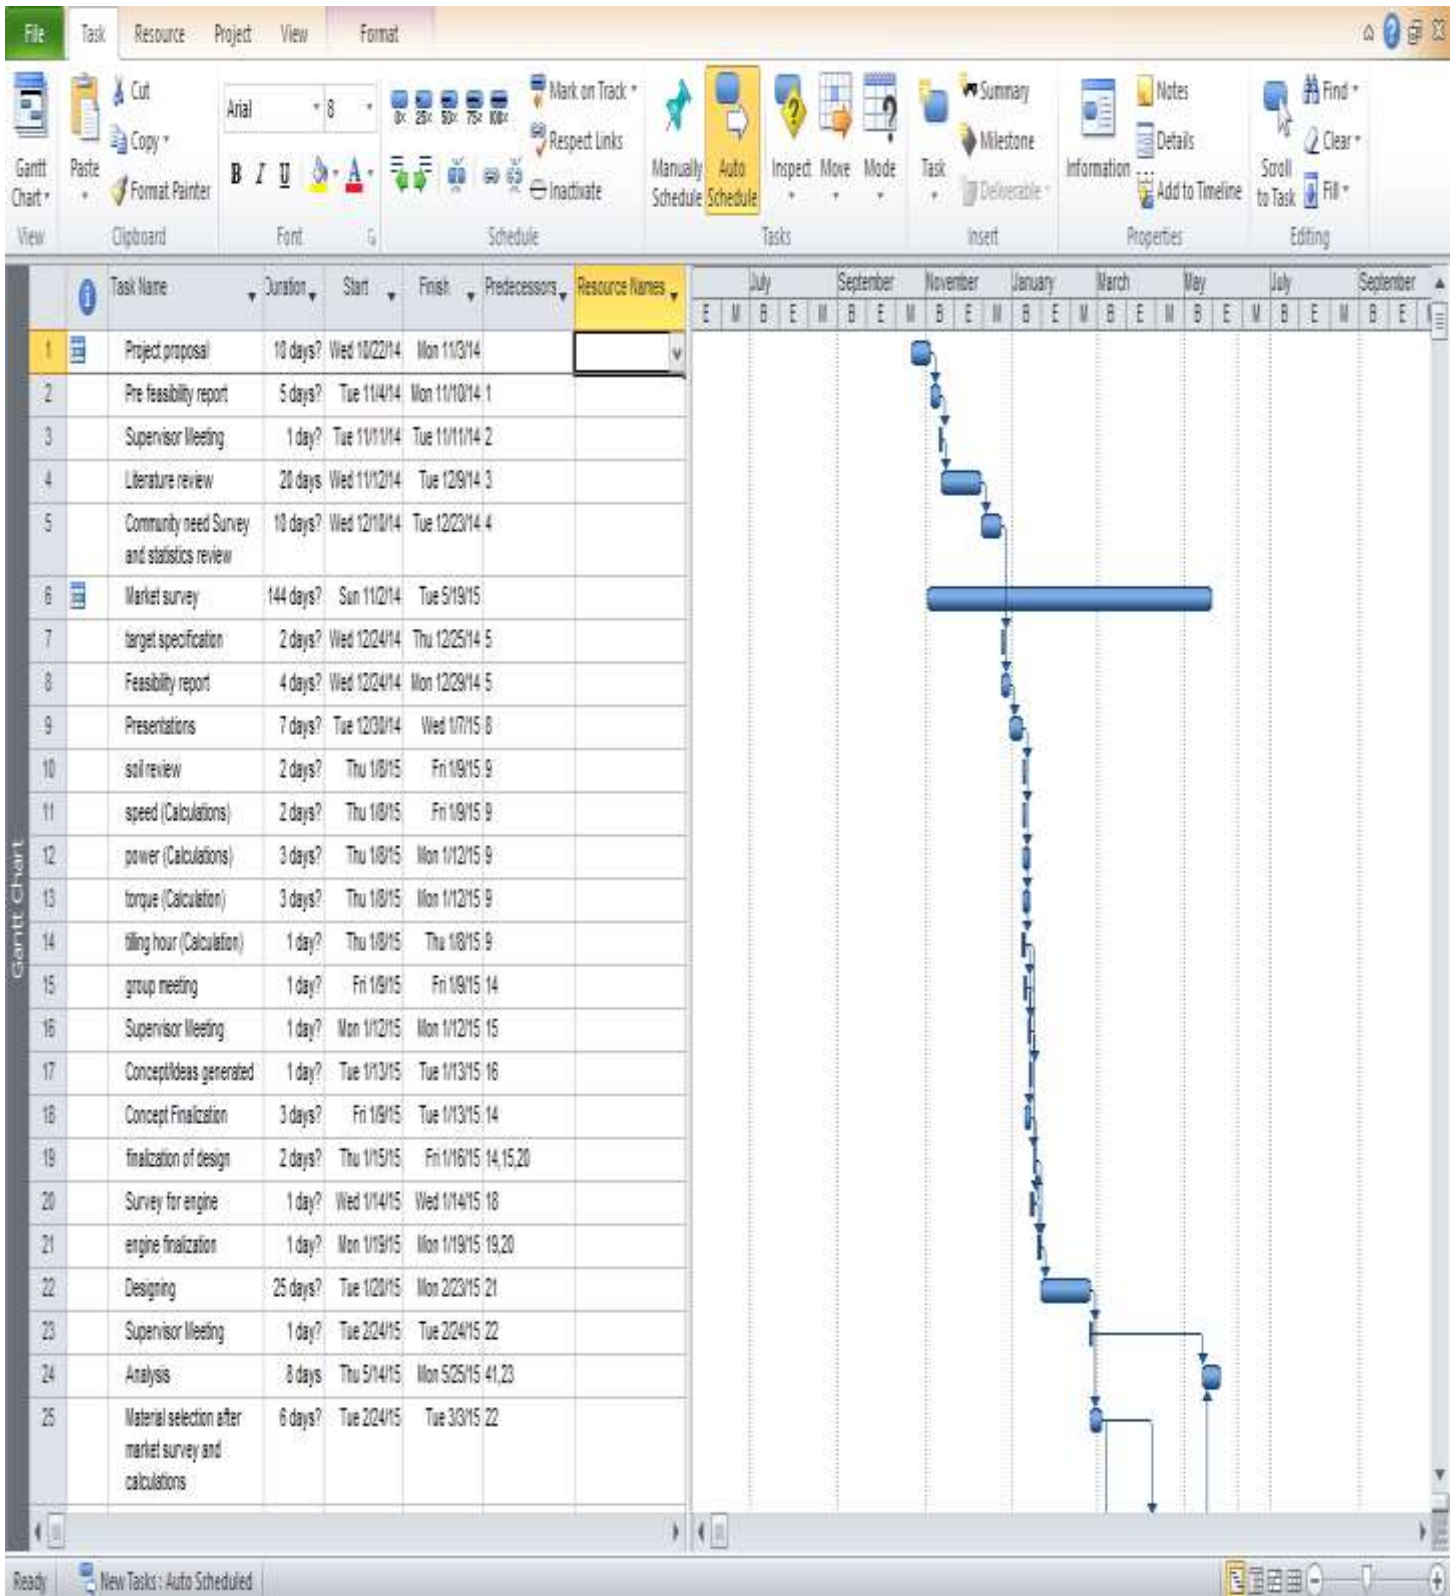 File Task Resource Project View Format
Cut Arial 8 0% 25% 50% 75% 100% Mark on Track Summary Notes Find
Copy Respect Links Milestone Details Clear
Gantt Chart Paste Format Painter B I U A Inactivate Manually Schedule Auto Schedule Inspect Move Mode Task Deliverable Information Add to Timeline Scroll to Task Fill
View Clipboard Font Schedule Tasks Insert Properties Editing
Task Name Duration Start Finish Predecessors Resource Names July September November January March May July September
E M B E M B E M B E M B E M B E M B E M B E M B E
1 Project proposal 10 days? Wed 10/22/14 Mon 11/3/14
2 Pre feasibility report 5 days? Tue 11/4/14 Mon 11/10/14 1
3 Supervisor Meeting 1 day? Tue 11/11/14 Tue 11/11/14 2
4 Literature review 20 days Wed 11/12/14 Tue 12/9/14 3
5 Community need Survey 10 days? Wed 12/10/14 Tue 12/23/14 4
and statistics review
6 Market survey 144 days? Sun 11/2/14 Tue 5/19/15
7 target specification 2 days? Wed 12/24/14 Thu 12/25/14 5
8 Feasibility report 4 days? Wed 12/24/14 Mon 12/29/14 5
9 Presentations 7 days? Tue 12/30/14 Wed 1/7/15 8
10 soil review 2 days? Thu 1/8/15 Fri 1/9/15 9
11 speed (Calculations) 2 days? Thu 1/8/15 Fri 1/9/15 9
12 power (Calculations) 3 days? Thu 1/8/15 Mon 1/12/15 9
13 torque (Calculation) 3 days? Thu 1/8/15 Mon 1/12/15 9
14 tilling hour (Calculation) 1 day? Thu 1/8/15 Thu 1/8/15 9
15 group meeting 1 day? Fri 1/9/15 Fri 1/9/15 14
16 Supervisor Meeting 1 day? Mon 1/12/15 Mon 1/12/15 15
17 Concept/Ideas generated 1 day? Tue 1/13/15 Tue 1/13/15 16
18 Concept Finalization 3 days? Fri 1/9/15 Tue 1/13/15 14
19 finalization of design 2 days? Thu 1/15/15 Fri 1/16/15 14,15,20
20 Survey for engine 1 day? Wed 1/14/15 Wed 1/14/15 18
21 engine finalization 1 day? Mon 1/19/15 Mon 1/19/15 19,20
22 Designing 25 days? Tue 1/20/15 Mon 2/23/15 21
23 Supervisor Meeting 1 day? Tue 2/24/15 Tue 2/24/15 22
24 Analysis 8 days Thu 5/14/15 Mon 5/25/15 41,23
25 Material selection after 6 days? Tue 2/24/15 Tue 3/3/15 22
market survey and
calculations
Gantt Chart
Ready New Tasks : Auto Scheduled